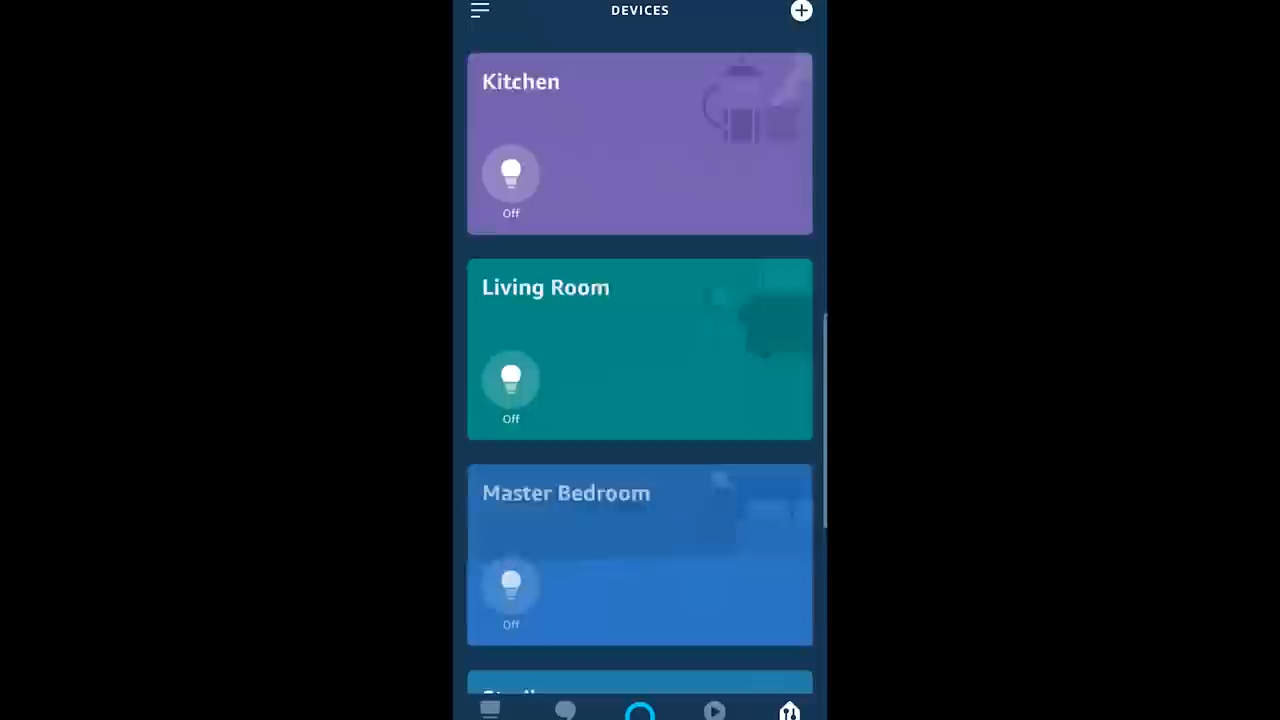 DEVICES
Kitchen
Off
Living Room
Off
Master Bedroom
Off